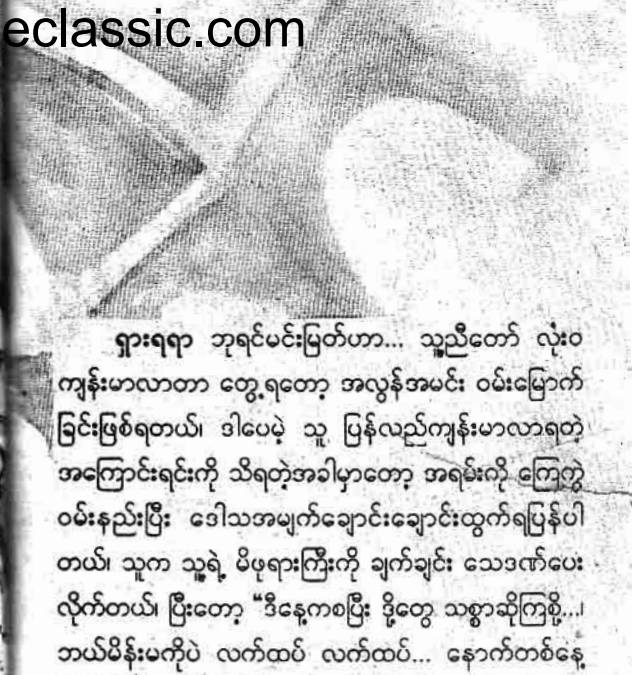 eclassic.com
ရှားရရာ ဘုရင်မင်းမြတ်ဟာ... သူ့ညီတော် လုံးဝ
ကျန်းမာလာတာ တွေ့ရတော့ အလွန်အမင်း ဝမ်းမြောက်
ခြင်းဖြစ်ရတယ်၊ ဒါပေမဲ့ သူ ပြန်လည်ကျန်းမာလာရတဲ့
အကြောင်းရင်းကို သိရတဲ့အခါမှာတော့ အရမ်းကို ကြေကွဲ
ဝမ်းနည်းပြီး ဒေါသအမျက်ချောင်းချောင်းထွက်ရပြန်ပါ
တယ်၊ သူက သူ့ရဲ့ မိဖုရားကြီးကို ချက်ချင်း သေဒဏ်ပေး
လိုက်တယ်၊ ပြီးတော့ “ဒီနေ့ကစပြီး ဒို့တွေ သစ္စာဆိုကြစို့...၊
ဘယ်မိန်းမကိုပဲ လက်ထပ် လက်ထပ်... နောက်တစ်နေ့